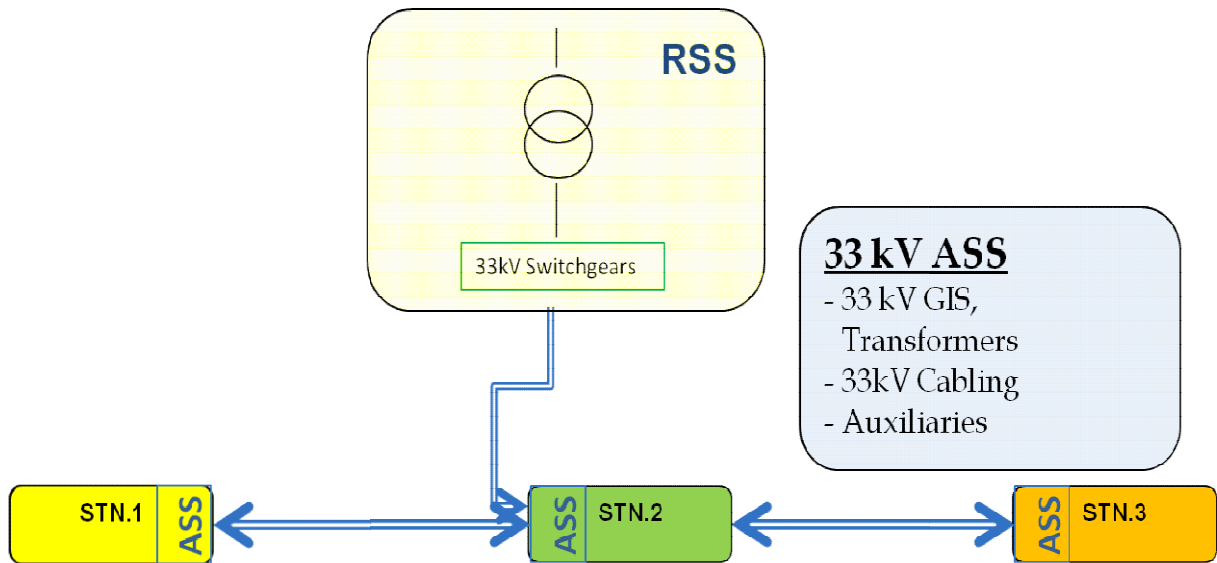 RSS
33kV Switchgears
33 kV ASS
- 33 kV GIS,
Transformers
- 33kV Cabling
- Auxiliaries
STN.1
ASS
ASS
STN.2
ASS
STN.3